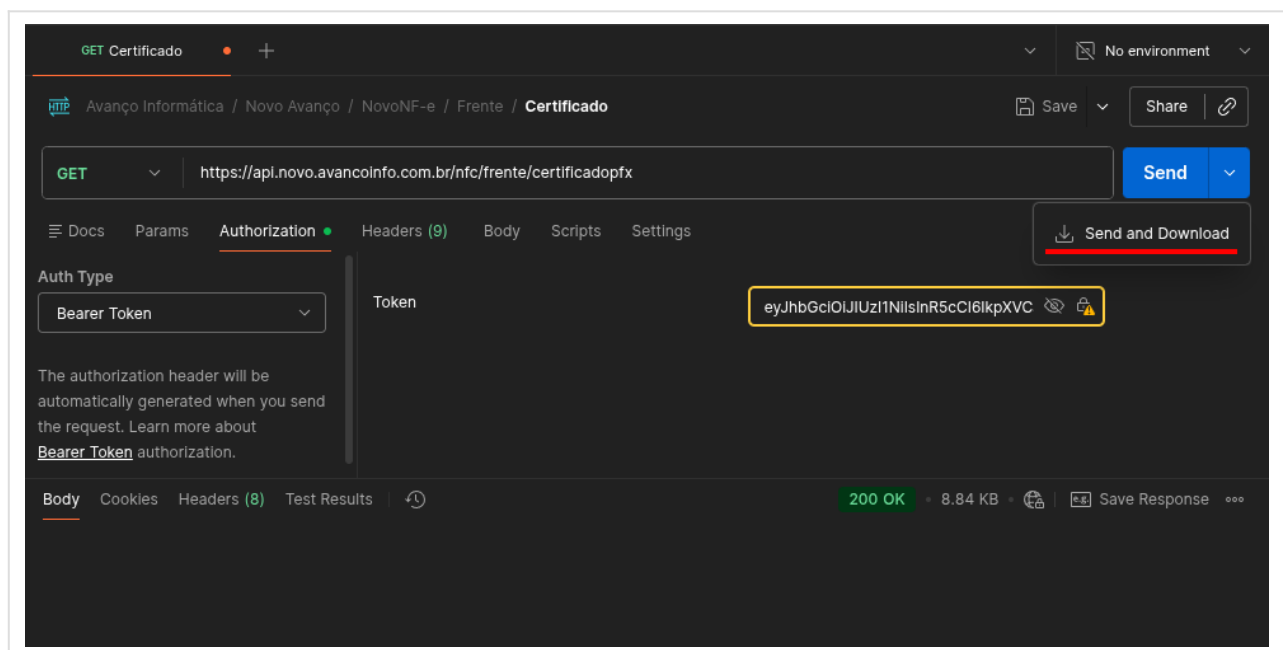 GET Certificado
No environment
HTTP Avanço Informática / Novo Avanço / NovoNF-e / Frente / Certificado Save Share
GET https://api.novo.avancoinfo.com.br/nfc/frente/certificadopfx Send
Docs Params Authorization Headers (9) Body Scripts Settings
Send and Download
Auth Type
Bearer Token
Token eyJhbGciOiJIUzI1NiIsInR5cCI6IkpXVC
The authorization header will be
automatically generated when you send
the request. Learn more about
Bearer Token authorization.
Body Cookies Headers (8) Test Results 200 OK • 8.84 KB • e.g. Save Response